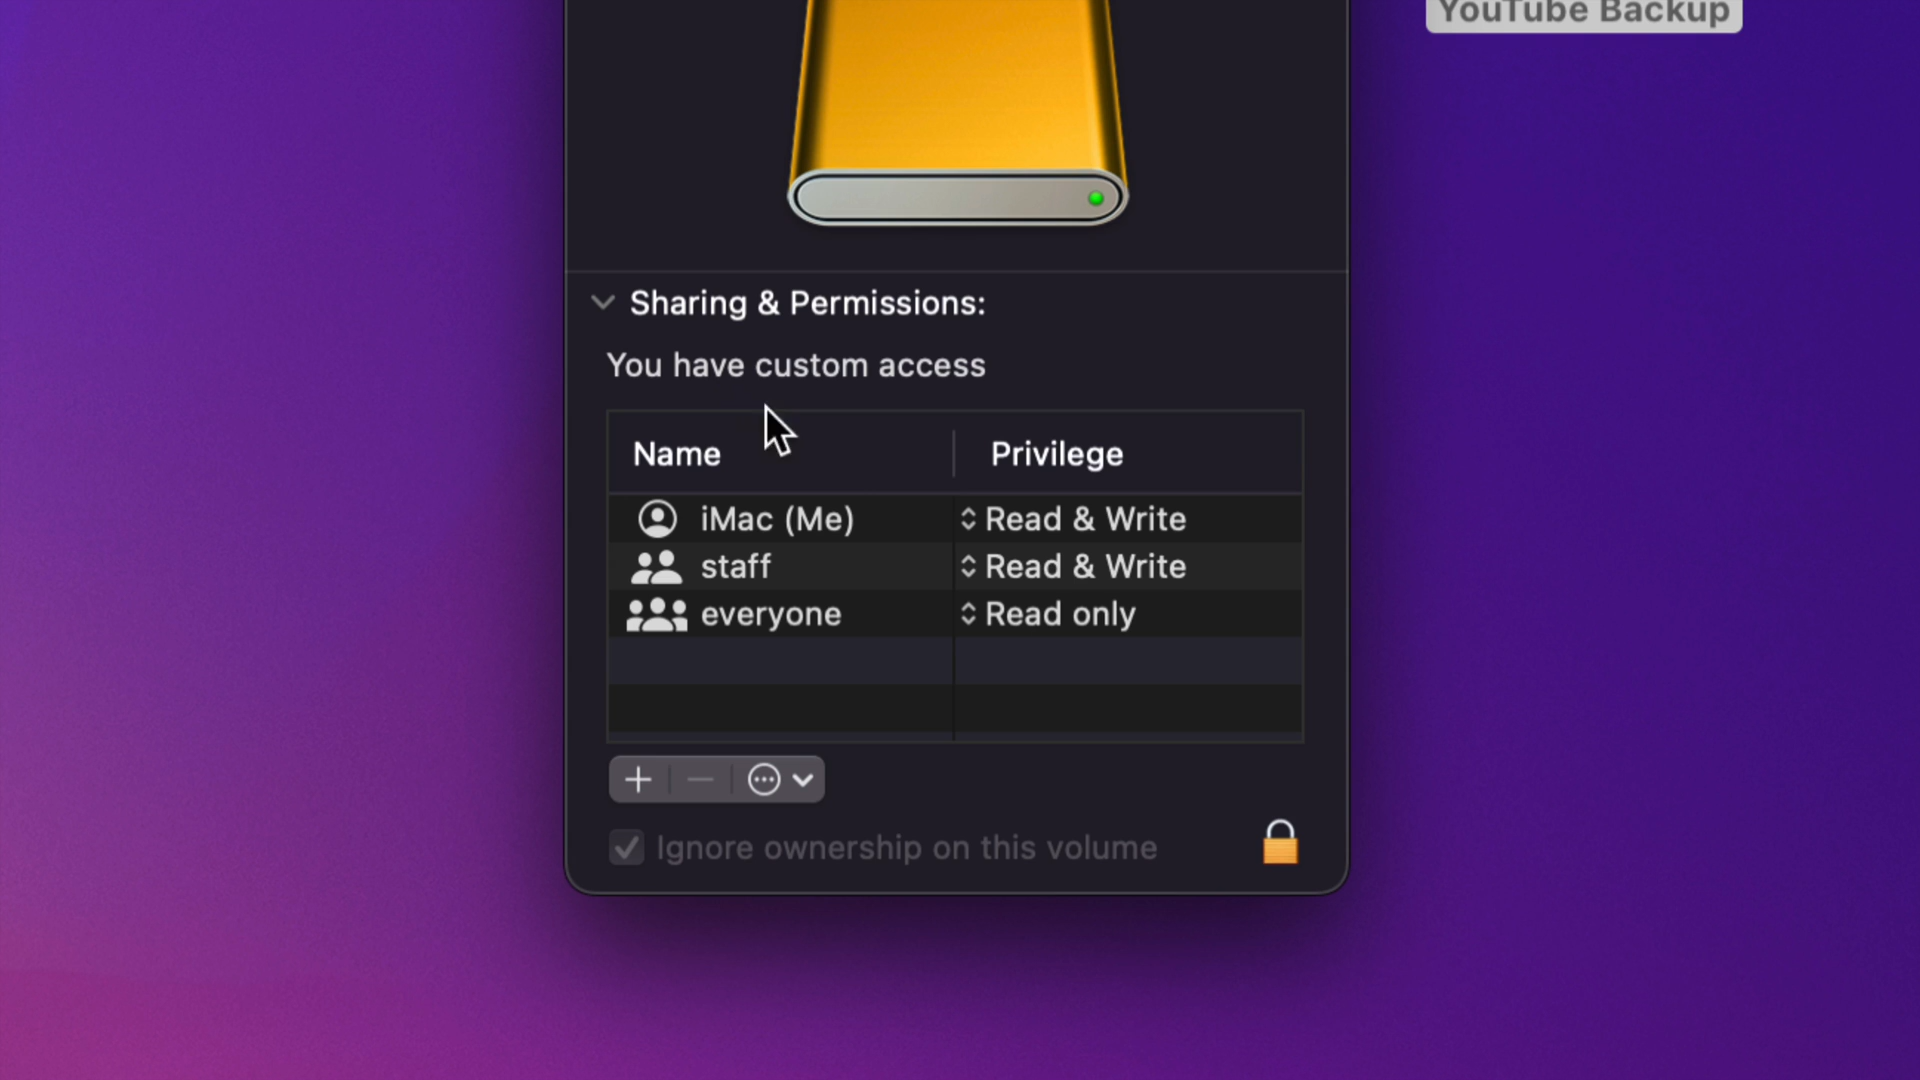 YouTube Backup
Sharing & Permissions:
You have custom access
Name Privilege
iMac (Me) Read & Write
staff Read & Write
everyone Read only
Ignore ownership on this volume